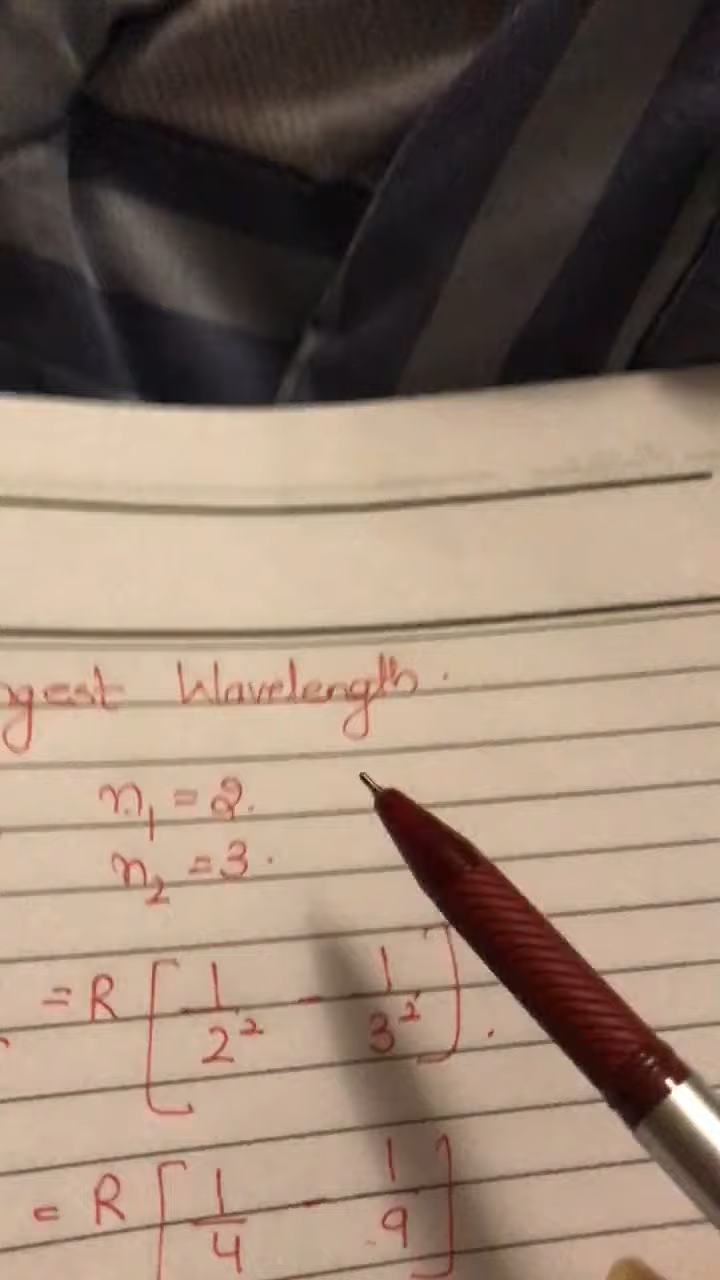 gest Wavelength.
n₁ = 2.
n₂ = 3.
= R [ 1/2² - 1/3² ].
= R [ 1/4 - 1/9 ]